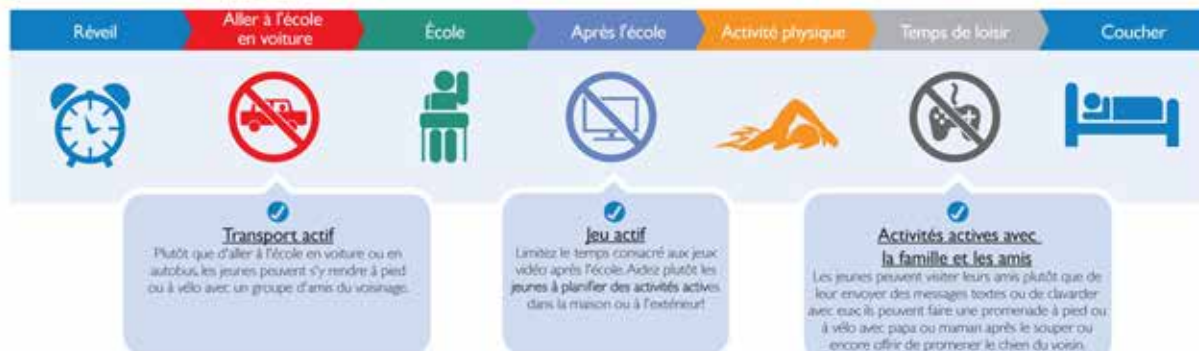 Réveil
Aller à l'école
en voiture
École
Après l'école
Activité physique
Temps de loisir
Coucher
Transport actif
Plutôt que d'aller à l'école en voiture ou en
autobus, les jeunes peuvent s'y rendre à pied
ou à vélo avec un groupe d'amis du voisinage.
Jeu actif
Limitez le temps consacré aux jeux
vidéo après l'école. Aidez plutôt les
jeunes à planifier des activités actives
dans la maison ou à l'extérieur!
Activités actives avec
la famille et les amis
Les jeunes peuvent visiter leurs amis plutôt que de
leur envoyer des messages textes ou de clavarder
avec eux; ils peuvent faire une promenade à pied ou
à vélo avec papa ou maman après le souper ou
encore offrir de promener le chien du voisin.